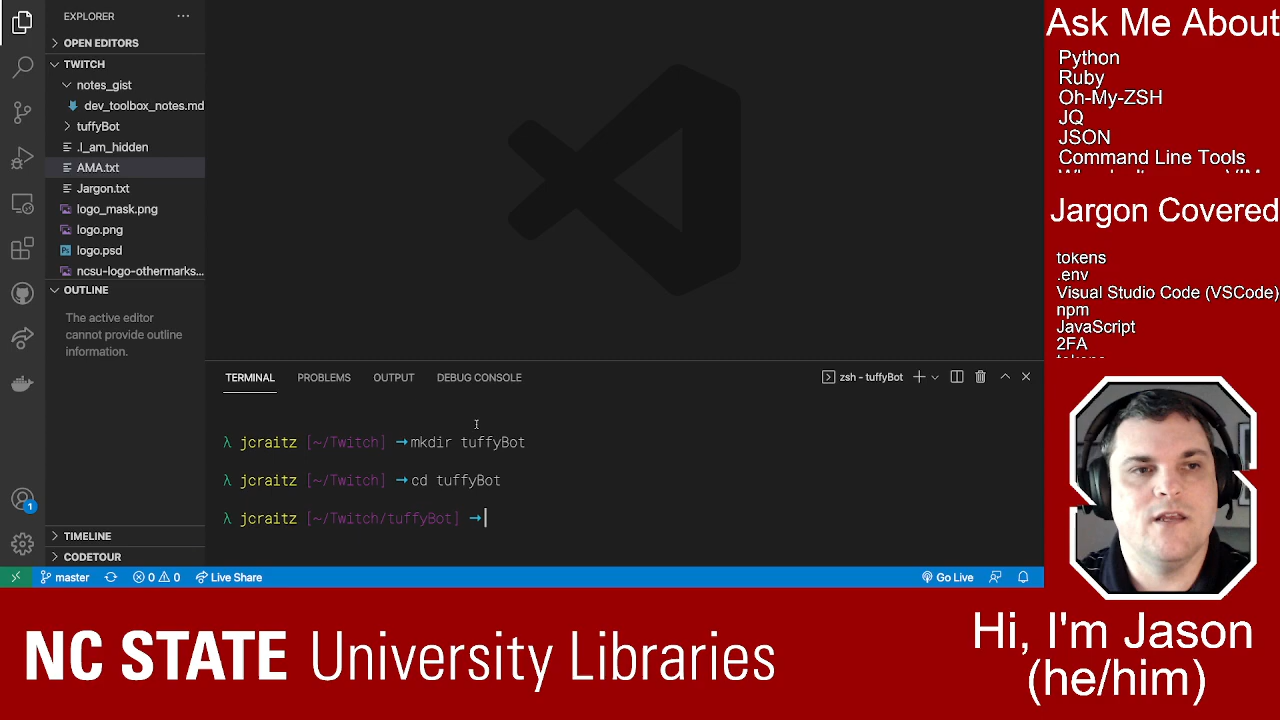 EXPLORER
OPEN EDITORS
TWITCH
notes_gist
dev_toolbox_notes.md
tuffyBot
.I_am_hidden
AMA.txt
Jargon.txt
logo_mask.png
logo.png
logo.psd
ncsu-logo-othermarks...
OUTLINE
The active editor
cannot provide outline
information.
TIMELINE
CODETOUR
1
TERMINAL PROBLEMS OUTPUT DEBUG CONSOLE zsh - tuffyBot
λ jcraitz [~/Twitch] →mkdir tuffyBot
λ jcraitz [~/Twitch] →cd tuffyBot
λ jcraitz [~/Twitch/tuffyBot] →
master 0 0 Live Share Go Live
Ask Me About
Python
Ruby
Oh-My-ZSH
JQ
JSON
Command Line Tools
Jargon Covered
tokens
.env
Visual Studio Code (VSCode)
npm
JavaScript
2FA
NC STATE University Libraries
Hi, I'm Jason
(he/him)